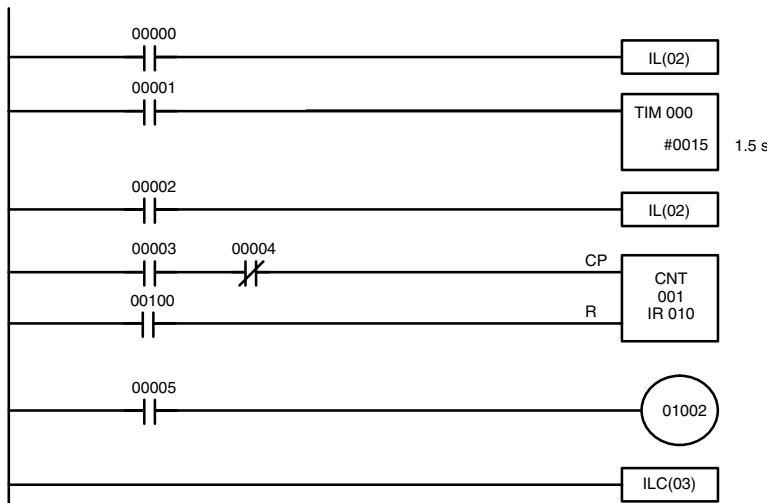 00000
IL(02)
00001
TIM 000
#0015 1.5 s
00002
IL(02)
00003 00004
CP
CNT
001
IR 010
00100
R
00005
01002
ILC(03)